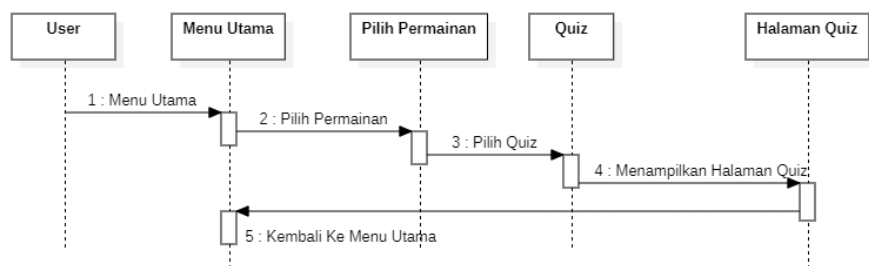 User
Menu Utama
Pilih Permainan
Quiz
Halaman Quiz
1 : Menu Utama
2 : Pilih Permainan
3 : Pilih Quiz
4 : Menampilkan Halaman Quiz
5 : Kembali Ke Menu Utama